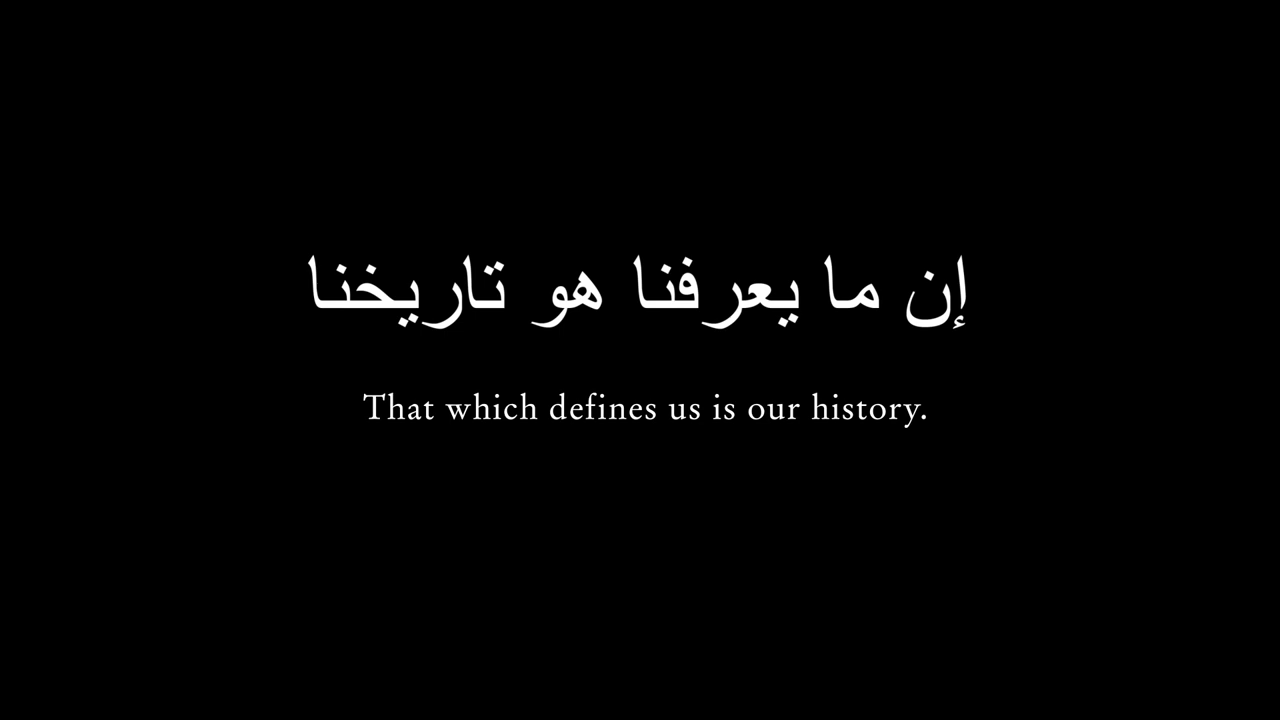 إن ما يعرفنا هو تاريخنا
That which defines us is our history.